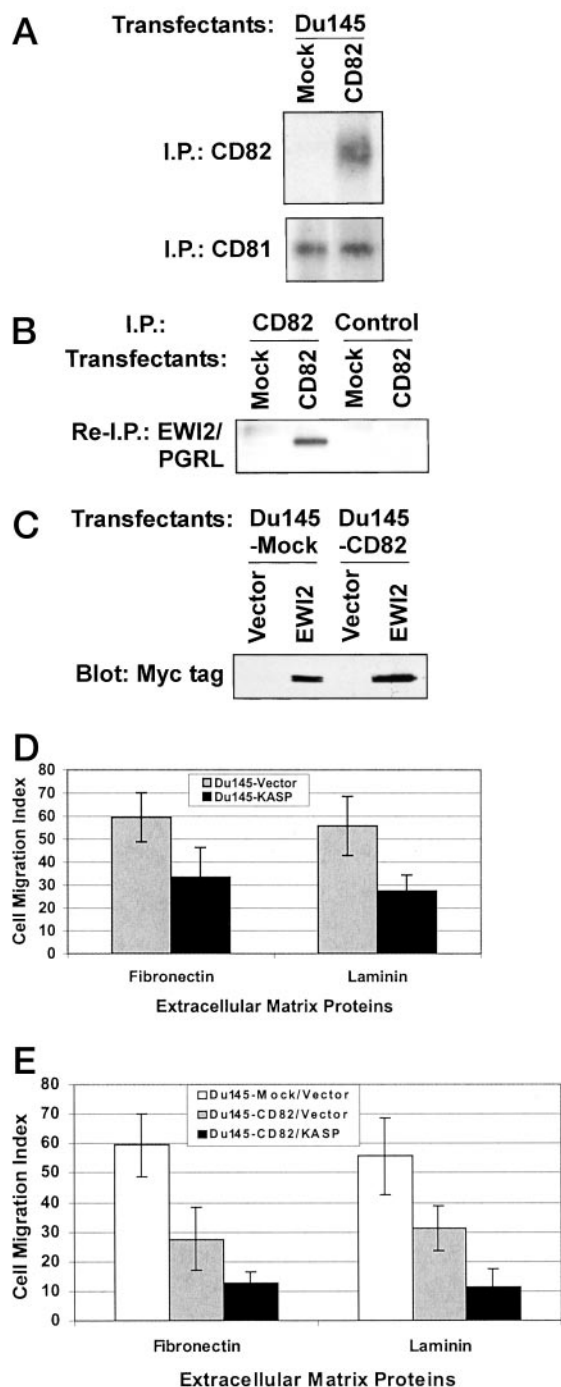 A
Transfectants: Du145
Mock
CD82
I.P.: CD82
I.P.: CD81
B
I.P.: CD82 Control
Transfectants:
Mock
CD82
Mock
CD82
Re-I.P.: EWI2/
PGRL
C
Transfectants: Du145 Du145
-Mock -CD82
Vector
EWI2
Vector
EWI2
Blot: Myc tag
D
Cell Migration Index
80
70
60
50
40
30
20
10
0
Du145-Vector
Du145-KASP
Fibronectin Laminin
Extracellular Matrix Proteins
E
Cell Migration Index
80
70
60
50
40
30
20
10
0
Du145-Mock/Vector
Du145-CD82/Vector
Du145-CD82/KASP
Fibronectin Laminin
Extracellular Matrix Proteins